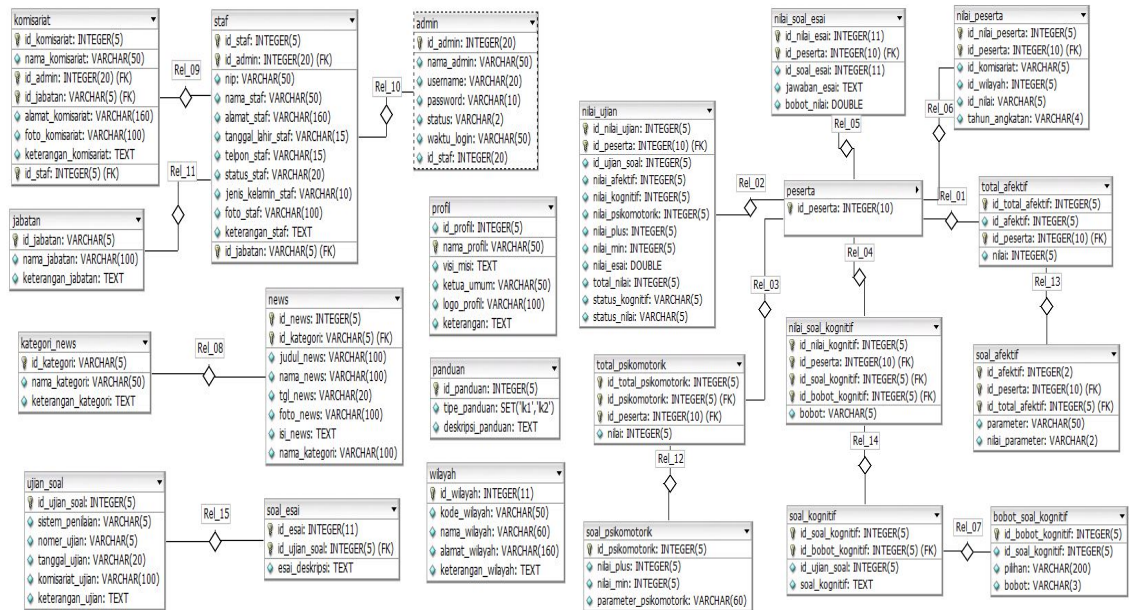 komisariat
id_komisariat: INTEGER(5)
nama_komisariat: VARCHAR(50)
id_admin: INTEGER(20) (FK)
id_jabatan: VARCHAR(5) (FK)
alamat_komisariat: VARCHAR(160)
foto_komisariat: VARCHAR(100)
keterangan_komisariat: TEXT
id_staf: INTEGER(5) (FK)
Rel_09
staf
id_staf: INTEGER(5)
id_admin: INTEGER(20) (FK)
nip: VARCHAR(50)
nama_staf: VARCHAR(50)
alamat_staf: VARCHAR(160)
tanggal_lahir_staf: VARCHAR(15)
telpon_staf: VARCHAR(15)
status_staf: VARCHAR(20)
jenis_kelamin_staf: VARCHAR(10)
foto_staf: VARCHAR(100)
keterangan_staf: TEXT
id_jabatan: VARCHAR(5) (FK)
Rel_10
admin
id_admin: INTEGER(20)
nama_admin: VARCHAR(50)
username: VARCHAR(20)
password: VARCHAR(10)
status: VARCHAR(2)
waktu_login: VARCHAR(50)
id_staf: INTEGER(20)
Rel_11
jabatan
id_jabatan: VARCHAR(5)
nama_jabatan: VARCHAR(100)
keterangan_jabatan: TEXT
profil
id_profil: INTEGER(5)
nama_profil: VARCHAR(50)
visi_misi: TEXT
ketua_umum: VARCHAR(50)
logo_profil: VARCHAR(100)
keterangan: TEXT
kategori_news
id_kategori: VARCHAR(5)
nama_kategori: VARCHAR(50)
keterangan_kategori: TEXT
Rel_08
news
id_news: INTEGER(5)
id_kategori: VARCHAR(5) (FK)
judul_news: VARCHAR(100)
nama_news: VARCHAR(100)
tgl_news: VARCHAR(20)
foto_news: VARCHAR(100)
isi_news: TEXT
nama_kategori: VARCHAR(100)
panduan
id_panduan: INTEGER(5)
tipe_panduan: SET('lk1','lk2')
deskripsi_panduan: TEXT
ujian_soal
id_ujian_soal: INTEGER(5)
sistem_penilaian: VARCHAR(5)
nomer_ujian: VARCHAR(5)
tanggal_ujian: VARCHAR(20)
komisariat_ujian: VARCHAR(100)
keterangan_ujian: TEXT
Rel_15
soal_esai
id_esai: INTEGER(11)
id_ujian_soal: INTEGER(5) (FK)
esai_deskripsi: TEXT
wilayah
id_wilayah: INTEGER(11)
kode_wilayah: VARCHAR(50)
nama_wilayah: VARCHAR(60)
alamat_wilayah: VARCHAR(160)
keterangan_wilayah: TEXT
nilai_soal_esai
id_nilai_esai: INTEGER(11)
id_peserta: INTEGER(10) (FK)
id_soal_esai: INTEGER(11)
jawaban_esai: TEXT
bobot_nilai: DOUBLE
Rel_05
nilai_peserta
id_nilai_peserta: INTEGER(5)
id_peserta: INTEGER(10) (FK)
id_komisariat: VARCHAR(5)
id_wilayah: INTEGER(5)
id_nilai: VARCHAR(5)
tahun_angkatan: VARCHAR(4)
Rel_06
nilai_ujian
id_nilai_ujian: INTEGER(5)
id_peserta: INTEGER(10) (FK)
id_ujian_soal: INTEGER(5)
nilai_afektif: INTEGER(5)
nilai_kognitif: INTEGER(5)
nilai_psikomotorik: INTEGER(5)
nilai_plus: INTEGER(5)
nilai_min: INTEGER(5)
nilai_esai: DOUBLE
total_nilai: INTEGER(5)
status_kognitif: VARCHAR(5)
status_nilai: VARCHAR(5)
Rel_02
peserta
id_peserta: INTEGER(10)
Rel_01
total_afektif
id_total_afektif: INTEGER(5)
id_afektif: INTEGER(5)
id_peserta: INTEGER(10) (FK)
nilai: INTEGER(5)
Rel_03
Rel_04
Rel_13
total_psikomotorik
id_total_psikomotorik: INTEGER(5)
id_psikomotorik: INTEGER(5) (FK)
id_peserta: INTEGER(10) (FK)
nilai: INTEGER(5)
nilai_soal_kognitif
id_nilai_kognitif: INTEGER(5)
id_peserta: INTEGER(10) (FK)
id_soal_kognitif: INTEGER(5) (FK)
id_bobot_kognitif: INTEGER(5) (FK)
bobot: VARCHAR(5)
soal_afektif
id_afektif: INTEGER(2)
id_peserta: INTEGER(10) (FK)
id_total_afektif: INTEGER(5) (FK)
parameter: VARCHAR(50)
nilai_parameter: VARCHAR(2)
Rel_12
Rel_14
soal_psikomotorik
id_psikomotorik: INTEGER(5)
nilai_plus: INTEGER(5)
nilai_min: INTEGER(5)
parameter_psikomotorik: VARCHAR(60)
soal_kognitif
id_soal_kognitif: INTEGER(5)
id_bobot_kognitif: INTEGER(5) (FK)
id_ujian_soal: INTEGER(5)
soal_kognitif: TEXT
Rel_07
bobot_soal_kognitif
id_bobot_kognitif: INTEGER(5)
id_soal_kognitif: INTEGER(5)
pilihan: VARCHAR(200)
bobot: VARCHAR(3)